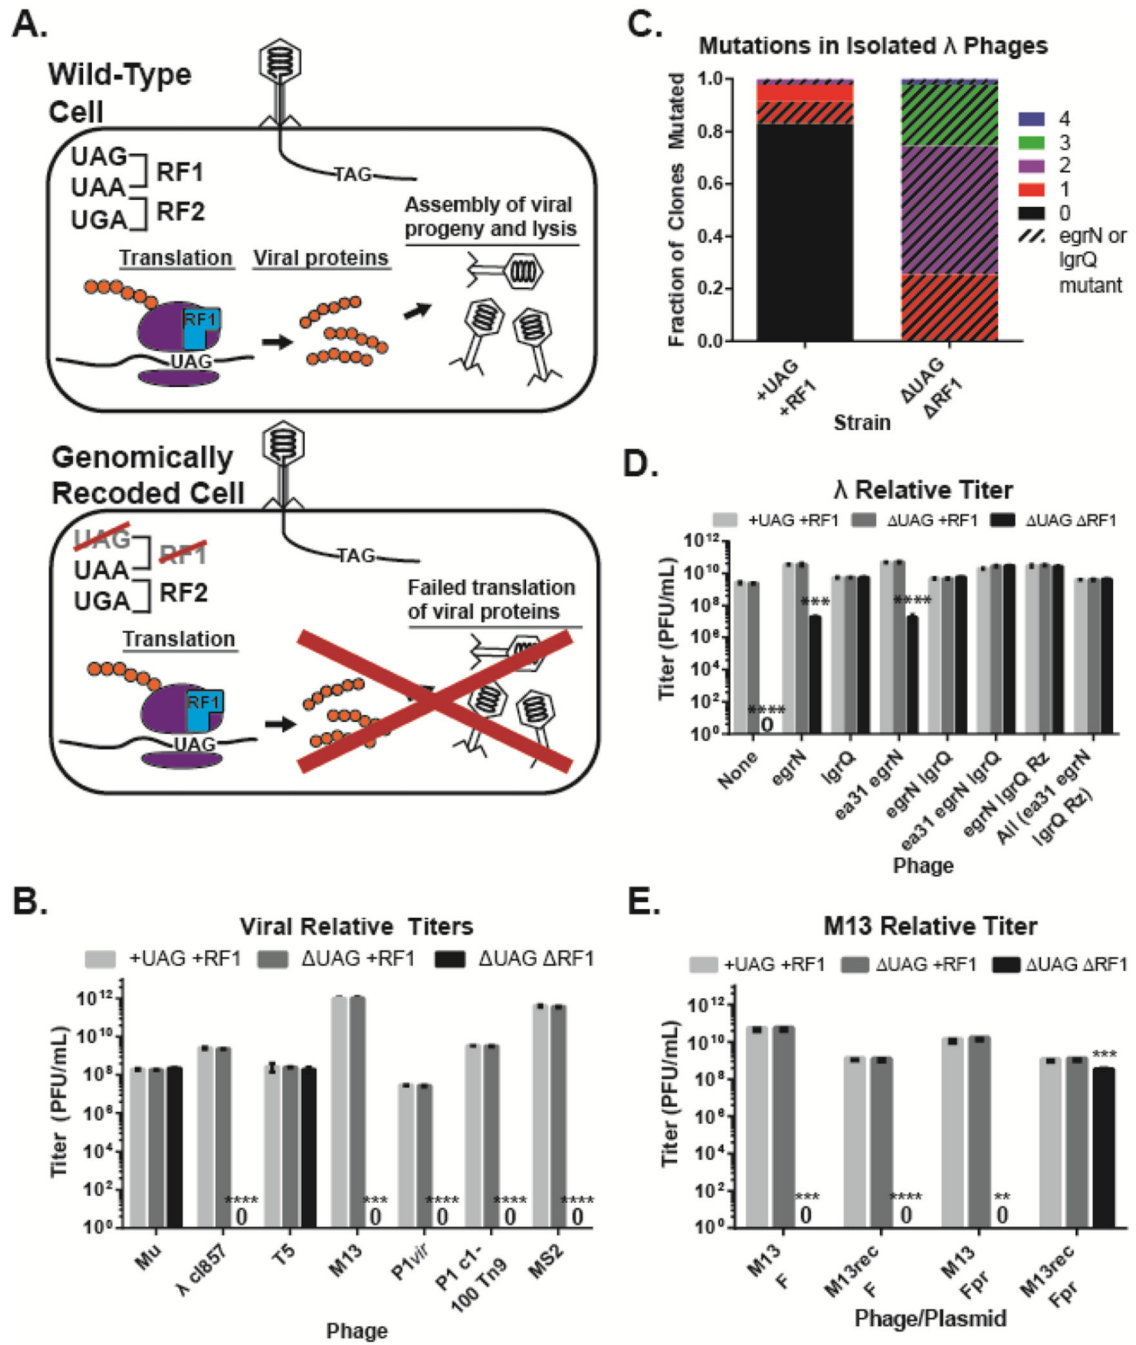 A.
Wild-Type
Cell
UAG
UAA
UGA
RF1
RF2
TAG
Assembly of viral
progeny and lysis
Translation
Viral proteins
RF1
UAG
Genomically
Recoded Cell
UAG
UAA
UGA
RF1
RF2
TAG
Failed translation
of viral proteins
Translation
RF1
UAG
B.
Viral Relative Titers
+UAG +RF1
ΔUAG +RF1
ΔUAG ΔRF1
Titer (PFU/mL)
10¹²
10¹⁰
10⁸
10⁶
10⁴
10²
10⁰
****
0
***
0
****
0
****
0
****
0
Mu
λ cI857
T5
M13
P1vir
P1 c1-
100 Tn9
MS2
Phage
C.
Mutations in Isolated λ Phages
Fraction of Clones Mutated
1.0
0.8
0.6
0.4
0.2
0.0
4
3
2
1
0
egrN or
lgrQ
mutant
+UAG
+RF1
ΔUAG
ΔRF1
Strain
D.
λ Relative Titer
+UAG +RF1
ΔUAG +RF1
ΔUAG ΔRF1
Titer (PFU/mL)
10¹²
10¹⁰
10⁸
10⁶
10⁴
10²
10⁰
****
0
***
****
None
egrN
lgrQ
ea31 egrN
egrN lgrQ
ea31 egrN lgrQ
egrN lgrQ Rz
All (ea31 egrN
lgrQ Rz)
Phage
E.
M13 Relative Titer
+UAG +RF1
ΔUAG +RF1
ΔUAG ΔRF1
Titer (PFU/mL)
10¹²
10¹⁰
10⁸
10⁶
10⁴
10²
10⁰
***
0
****
0
**
0
***
M13
F
M13rec
F
M13
Fpr
M13rec
Fpr
Phage/Plasmid